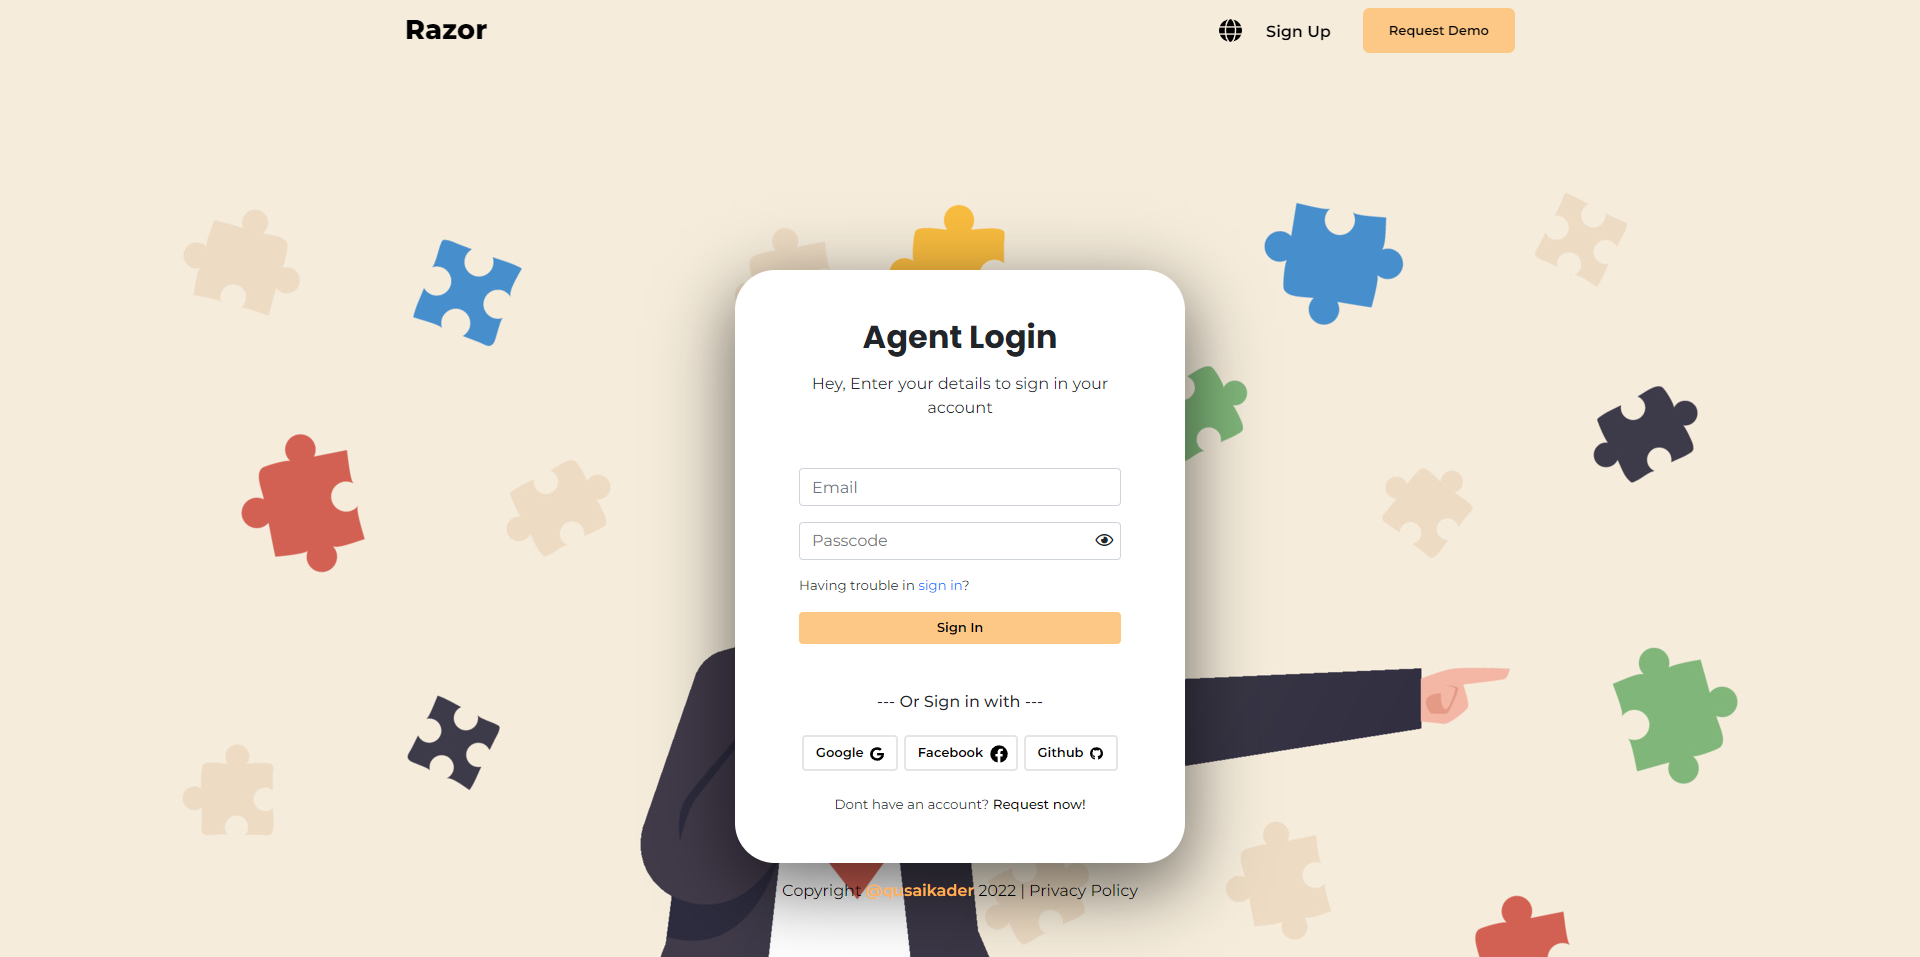 Razor
Sign Up
Request Demo
Agent Login
Hey, Enter your details to sign in your
account
Email
Passcode
Having trouble in sign in?
Sign In
--- Or Sign in with ---
Google
Facebook
Github
Dont have an account? Request now!
Copyright @qusaikader 2022 | Privacy Policy